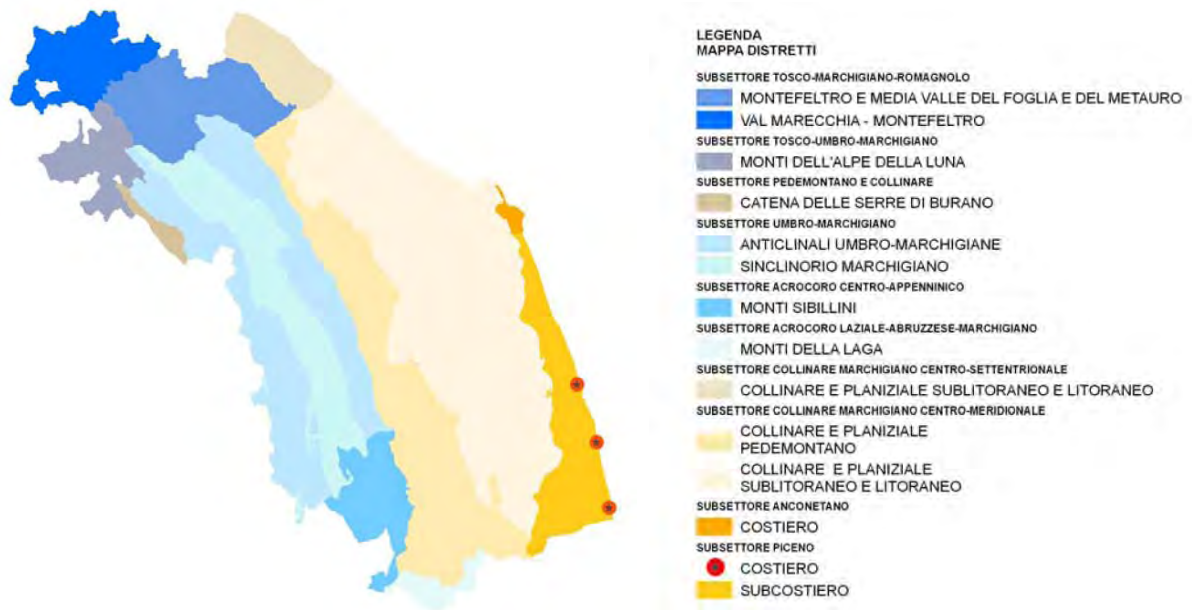 LEGENDA
MAPPA DISTRETTI
SUBSETTORE TOSCO-MARCHIGIANO-ROMAGNOLO
MONTEFELTRO E MEDIA VALLE DEL FOGLIA E DEL METAURO
VAL MARECCHIA - MONTEFELTRO
SUBSETTORE TOSCO-UMBRO-MARCHIGIANO
MONTI DELL'ALPE DELLA LUNA
SUBSETTORE PEDEMONTANO E COLLINARE
CATENA DELLE SERRE DI BURANO
SUBSETTORE UMBRO-MARCHIGIANO
ANTICLINALI UMBRO-MARCHIGIANE
SINCLINORIO MARCHIGIANO
SUBSETTORE ACROCORO CENTRO-APPENNINICO
MONTI SIBILLINI
SUBSETTORE ACROCORO LAZIALE-ABRUZZESE-MARCHIGIANO
MONTI DELLA LAGA
SUBSETTORE COLLINARE MARCHIGIANO CENTRO-SETTENTRIONALE
COLLINARE E PLANIZIALE SUBLITORANEO E LITORANEO
SUBSETTORE COLLINARE MARCHIGIANO CENTRO-MERIDIONALE
COLLINARE E PLANIZIALE
PEDEMONTANO
COLLINARE E PLANIZIALE
SUBLITORANEO E LITORANEO
SUBSETTORE ANCONETANO
COSTIERO
SUBSETTORE PICENO
COSTIERO
SUBCOSTIERO